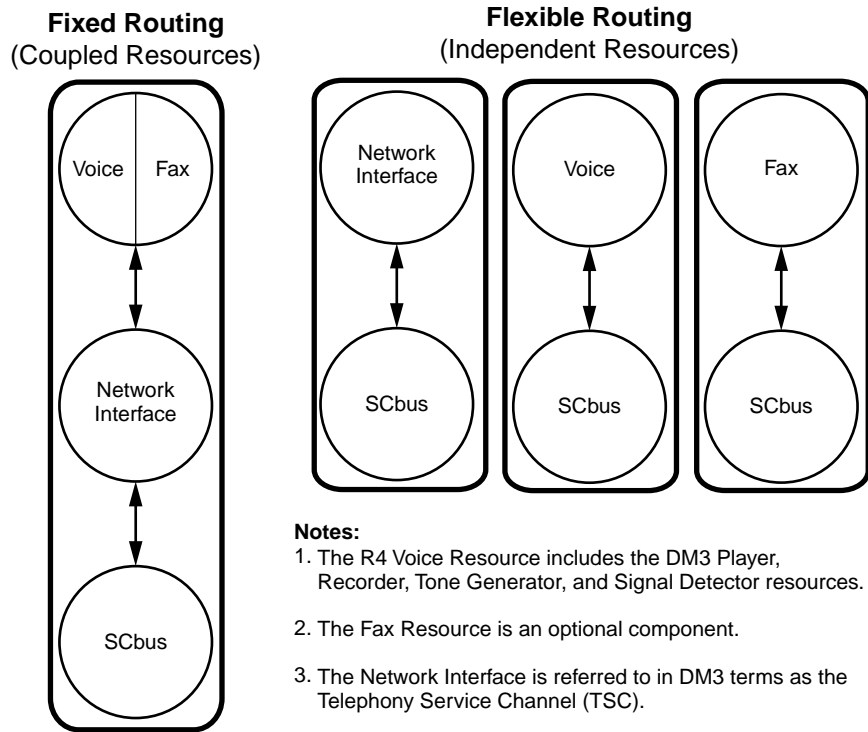 Fixed Routing
(Coupled Resources)
Voice
Fax
Network
Interface
SCbus
Flexible Routing
(Independent Resources)
Network
Interface
SCbus
Voice
SCbus
Fax
SCbus
Notes:
1. The R4 Voice Resource includes the DM3 Player,
Recorder, Tone Generator, and Signal Detector resources.
2. The Fax Resource is an optional component.
3. The Network Interface is referred to in DM3 terms as the
Telephony Service Channel (TSC).